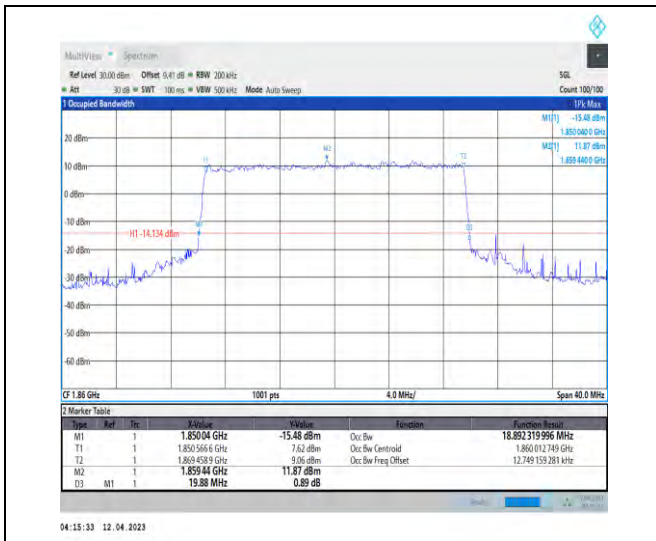 MultiView Spectrum
Ref Level 30.00 dBm Offset 9.41 dB RBW 200 kHz SGL
Att 30 dB SWT 100 ms VBW 500 kHz Mode Auto Sweep Count 100/100
1 Occupied Bandwidth 1Pk Max
M1[1] -15.48 dBm
1.850 040 0 GHz
M2[1] 11.87 dBm
1.859 440 0 GHz
20 dBm
M2
T1
T2
10 dBm
0 dBm
-10 dBm
M1
D3
H1 -14.134 dBm
-20 dBm
-30 dBm
-40 dBm
-50 dBm
-60 dBm
CF 1.86 GHz 1001 pts 4.0 MHz/ Span 40.0 MHz
2 Marker Table
Type Ref Trc X-Value Y-Value Function Function Result
M1 1 1.85004 GHz -15.48 dBm Occ Bw 18.892 319 996 MHz
T1 1 1.850 566 6 GHz 7.62 dBm Occ Bw Centroid 1.860 012 749 GHz
T2 1 1.869 458 9 GHz 9.06 dBm Occ Bw Freq Offset 12.749 159 281 kHz
M2 1 1.859 44 GHz 11.87 dBm
D3 M1 1 19.88 MHz 0.89 dB
04:15:33 12.04.2023